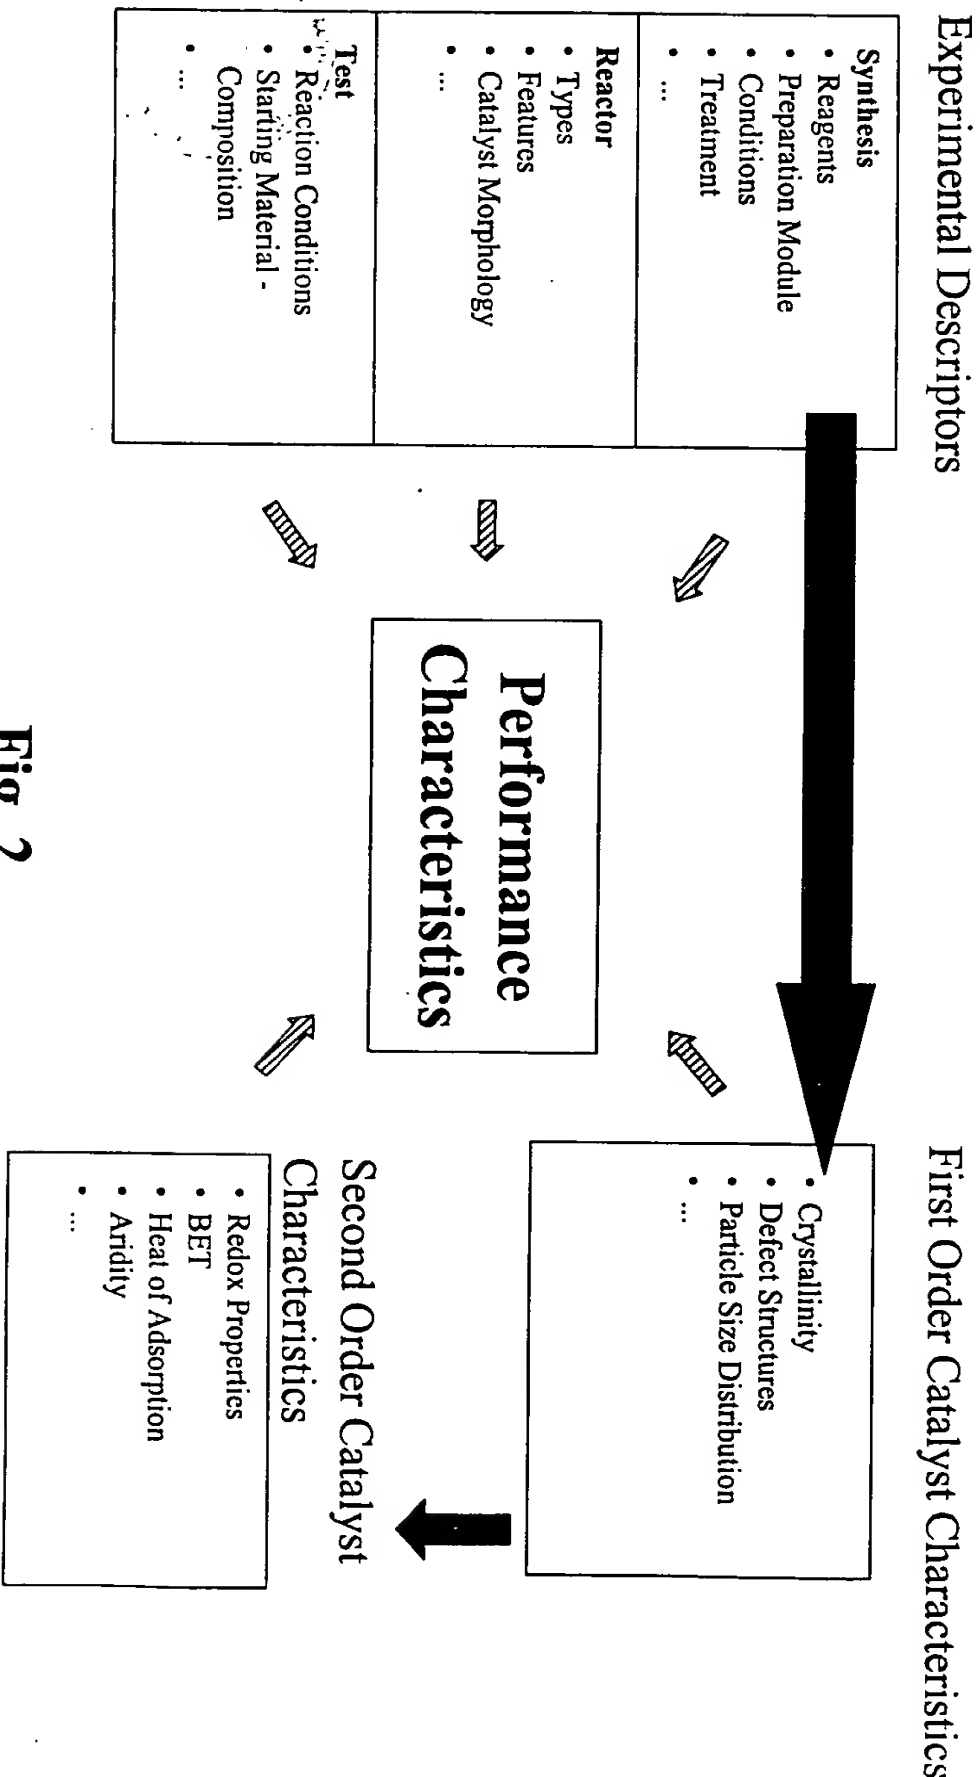 Experimental Descriptors
Synthesis
• Reagents
• Preparation Module
• Conditions
• Treatment
• ...
Reactor
• Types
• Features
• Catalyst Morphology
• ...
Test
• Reaction Conditions
• Starting Material -
Composition
• ...
Performance
Characteristics
First Order Catalyst Characteristics
• Crystallinity
• Defect Structures
• Particle Size Distribution
• ...
Second Order Catalyst
Characteristics
• Redox Properties
• BET
• Heat of Adsorption
• Aridity
• ...
Fig. 2